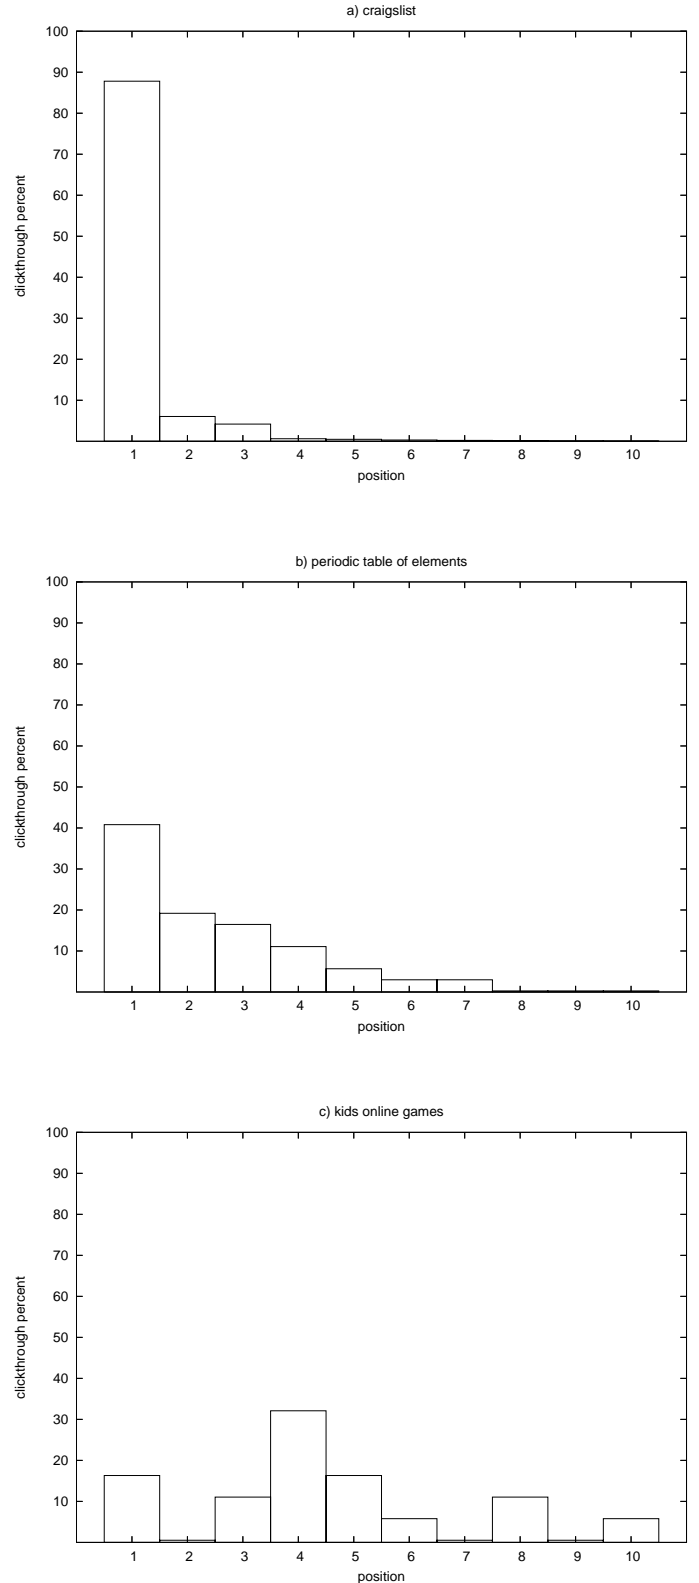 a) craigslist
100
90
80
70
60
50
40
30
20
10
clickthrough percent
1 2 3 4 5 6 7 8 9 10
position
b) periodic table of elements
100
90
80
70
60
50
40
30
20
10
clickthrough percent
1 2 3 4 5 6 7 8 9 10
position
c) kids online games
100
90
80
70
60
50
40
30
20
10
clickthrough percent
1 2 3 4 5 6 7 8 9 10
position